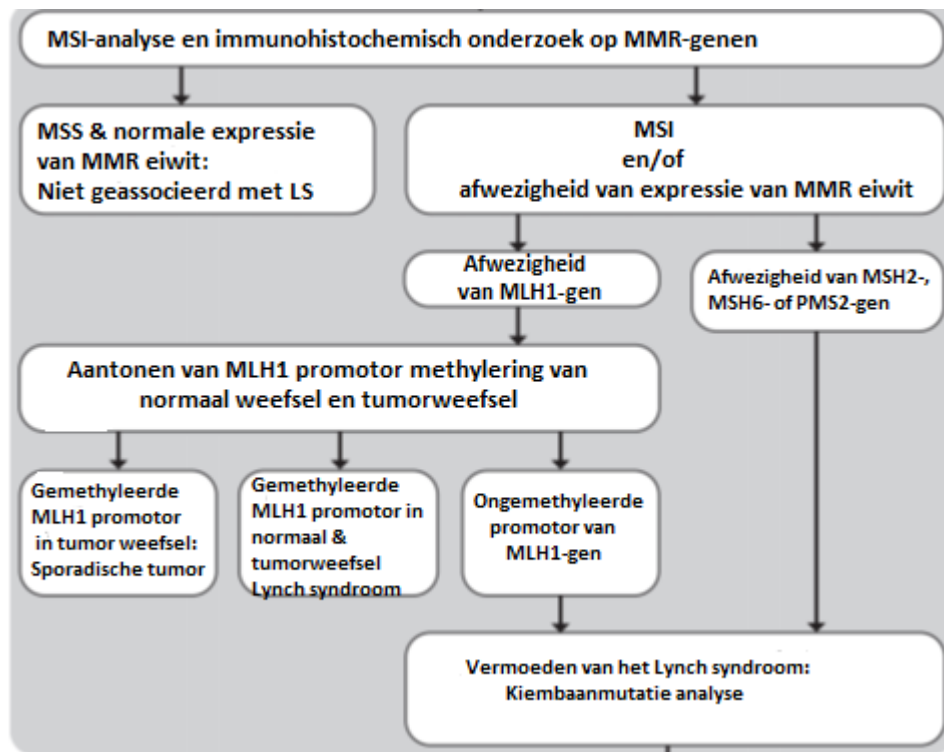 MSI-analyse en immunohistochemisch onderzoek op MMR-genen
MSS & normale expressie
van MMR eiwit:
Niet geassocieerd met LS
MSI
en/of
afwezigheid van expressie van MMR eiwit
Afwezigheid
van MLH1-gen
Afwezigheid van MSH2-,
MSH6- of PMS2-gen
Aantonen van MLH1 promotor methylering van
normaal weefsel en tumorweefsel
Gemethyleerde
MLH1 promotor
in tumor weefsel:
Sporadische tumor
Gemethyleerde
MLH1 promotor in
normaal &
tumorweefsel
Lynch syndroom
Ongemethyleerde
promotor van
MLH1-gen
Vermoeden van het Lynch syndroom:
Kiembaanmutatie analyse